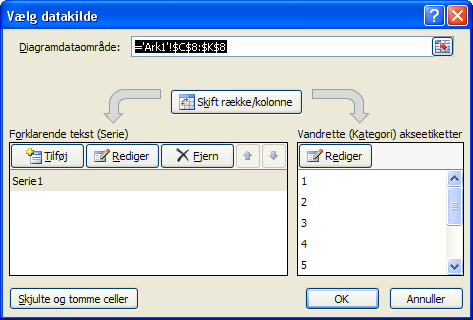 Vælg datakilde
Diagramdataområde: ='Ark1'!$C$8:$K$8
Skift række/kolonne
Forklarende tekst (Serie)
Tilføj Rediger Fjern
Serie1
Vandrette (Kategori) akseetiketter
Rediger
1
2
3
4
5
Skjulte og tomme celler
OK Annuller